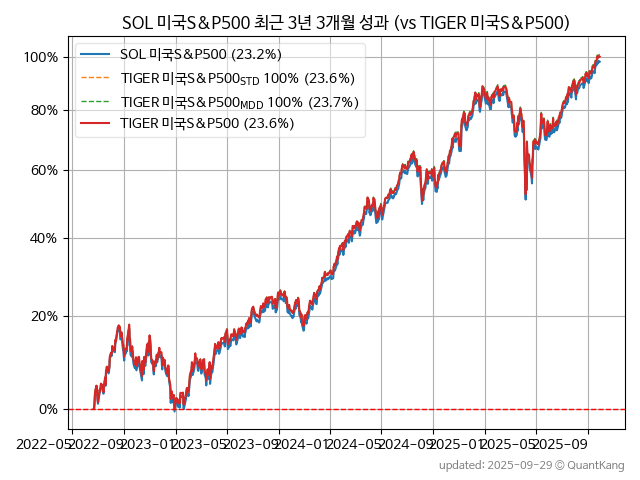 SOL 미국S&P500 최근 3년 3개월 성과 (vs TIGER 미국S&P500)
SOL 미국S&P500 (23.2%)
TIGER 미국S&P500STD 100% (23.6%)
TIGER 미국S&P500MDD 100% (23.7%)
TIGER 미국S&P500 (23.6%)
100%
80%
60%
40%
20%
0%
2022-05 2022-09 2023-01 2023-05 2023-09 2024-01 2024-05 2024-09 2025-01 2025-05 2025-09
updated: 2025-09-29 © QuantKang